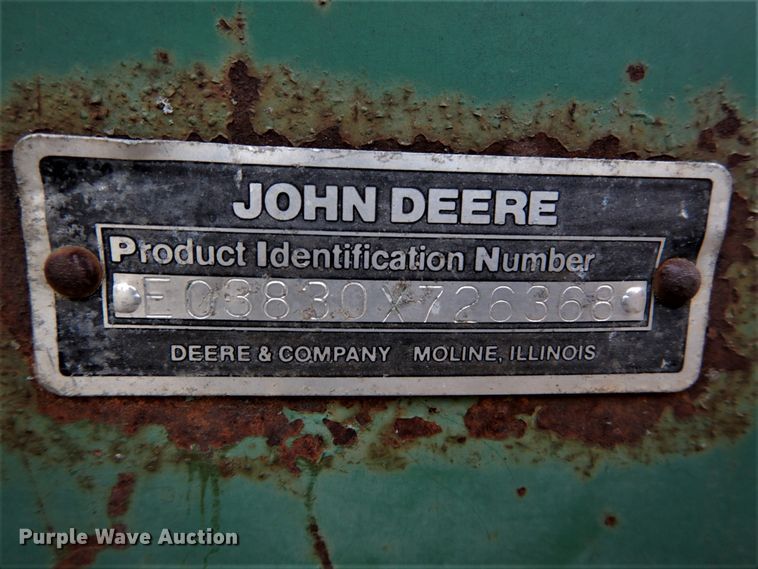 JOHN DEERE
Product Identification Number
E03830X726368
DEERE & COMPANY MOLINE, ILLINOIS
Purple Wave Auction